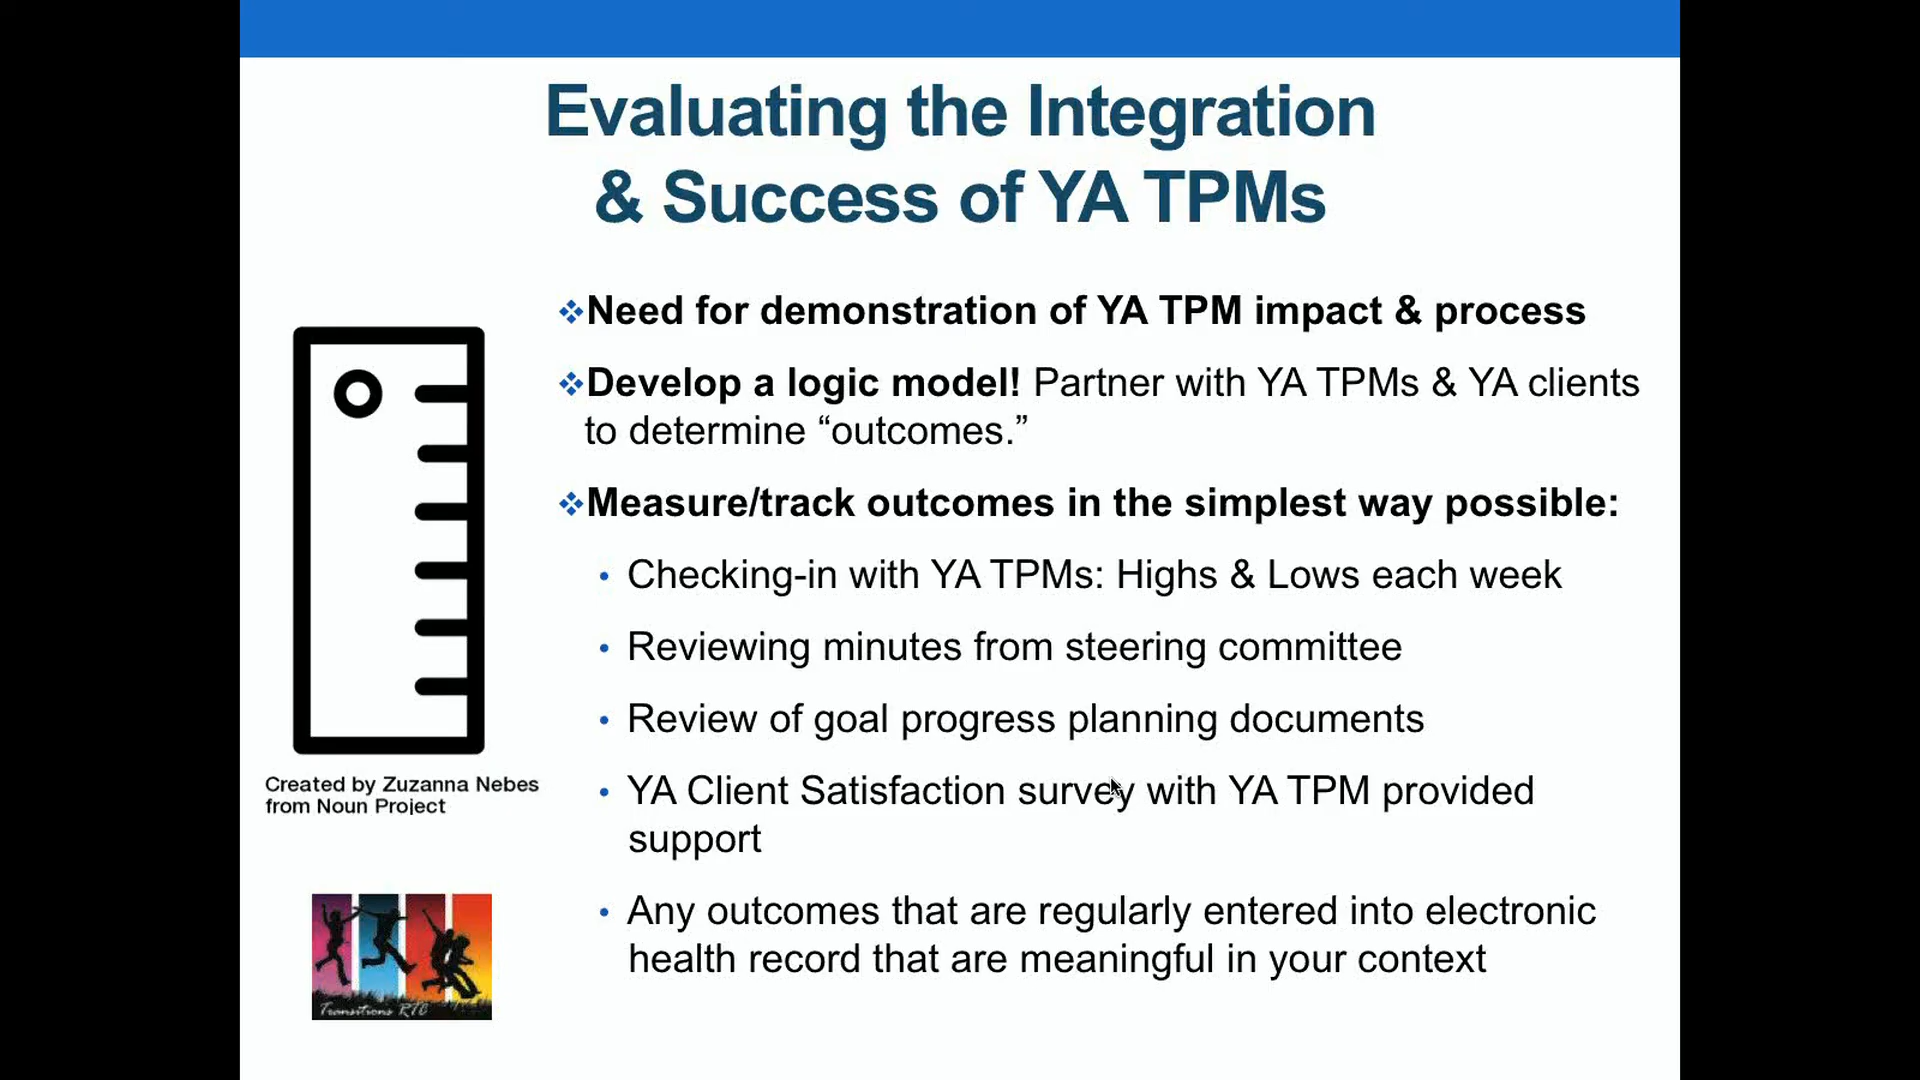 Evaluating the Integration
& Success of YA TPMs
❖Need for demonstration of YA TPM impact & process
❖Develop a logic model! Partner with YA TPMs & YA clients
to determine “outcomes.”
❖Measure/track outcomes in the simplest way possible:
• Checking-in with YA TPMs: Highs & Lows each week
• Reviewing minutes from steering committee
• Review of goal progress planning documents
• YA Client Satisfaction survey with YA TPM provided
support
• Any outcomes that are regularly entered into electronic
health record that are meaningful in your context
Created by Zuzanna Nebes
from Noun Project
Transitions RTC